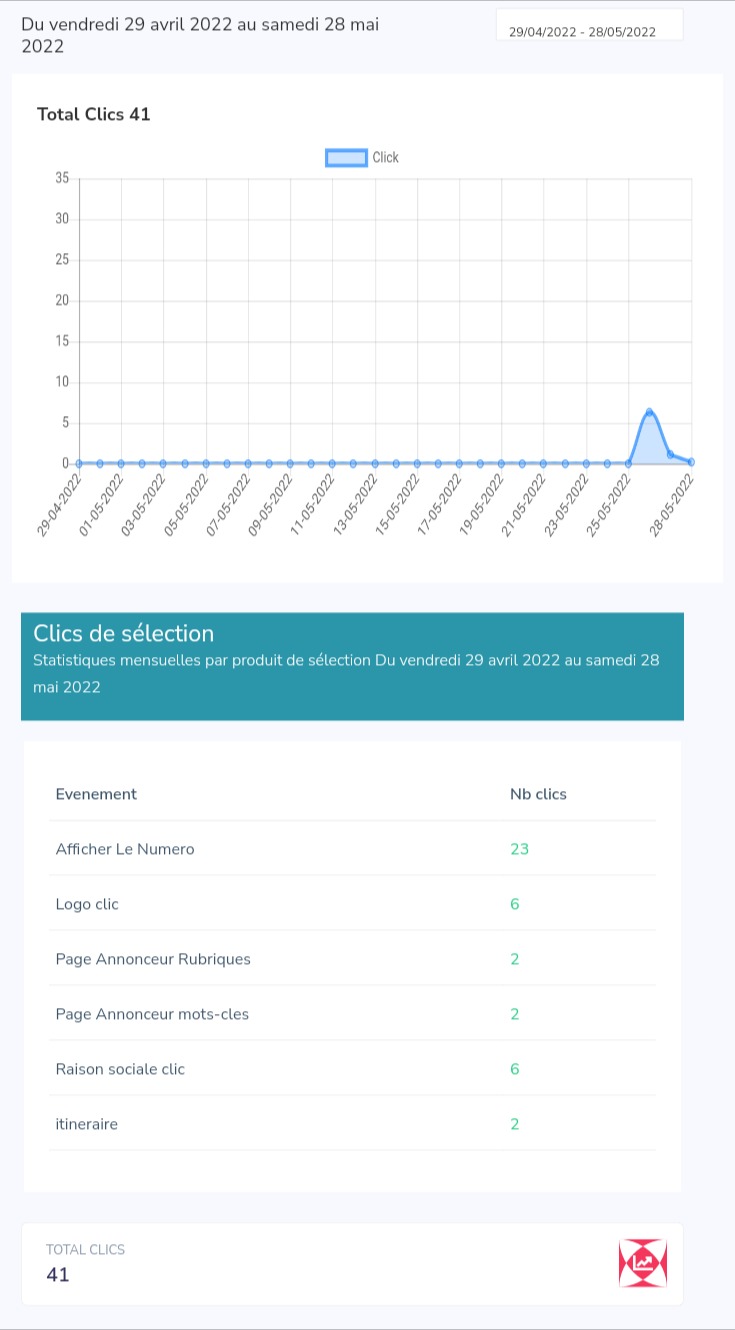 Du vendredi 29 avril 2022 au samedi 28 mai
2022
29/04/2022 - 28/05/2022
Total Clics 41
Click
35
30
25
20
15
10
5
0
29-04-2022
01-05-2022
03-05-2022
05-05-2022
07-05-2022
09-05-2022
11-05-2022
13-05-2022
15-05-2022
17-05-2022
19-05-2022
21-05-2022
23-05-2022
25-05-2022
28-05-2022
Clics de sélection
Statistiques mensuelles par produit de sélection Du vendredi 29 avril 2022 au samedi 28
mai 2022
Evenement Nb clics
Afficher Le Numero 23
Logo clic 6
Page Annonceur Rubriques 2
Page Annonceur mots-cles 2
Raison sociale clic 6
itineraire 2
TOTAL CLICS
41